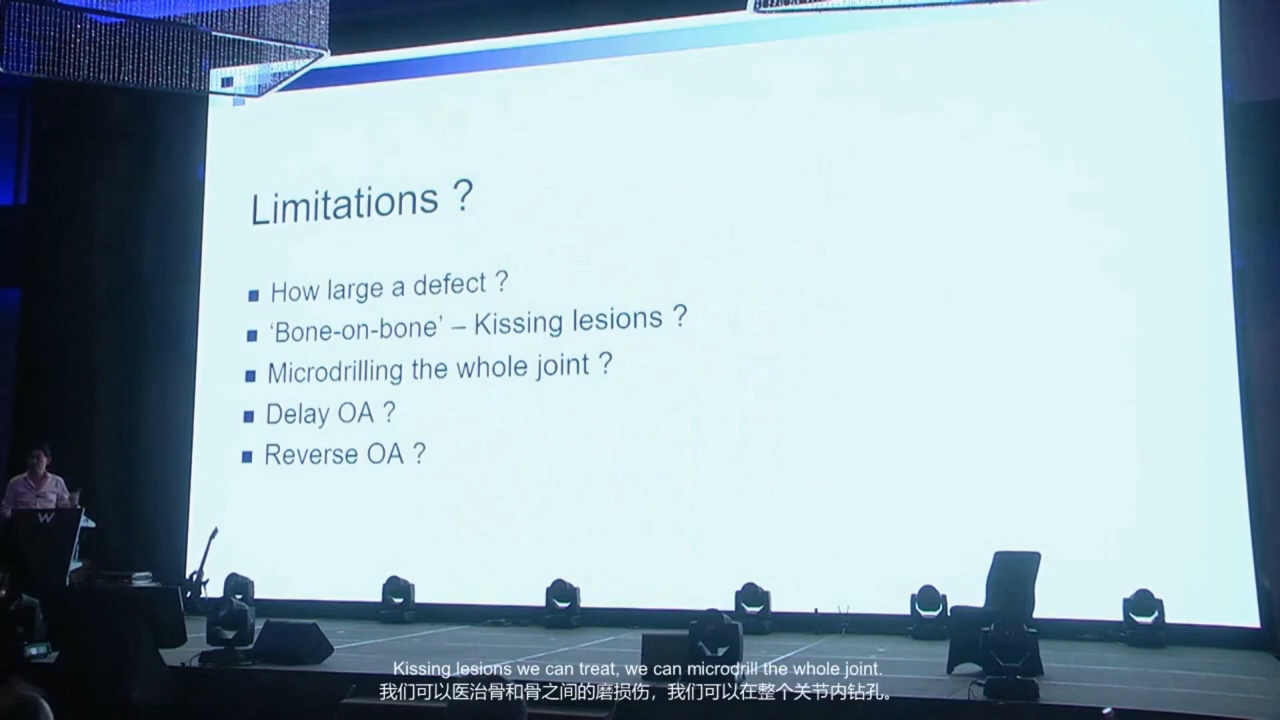 Limitations ?
■ How large a defect ?
■ ‘Bone-on-bone’ – Kissing lesions ?
■ Microdrilling the whole joint ?
■ Delay OA ?
■ Reverse OA ?
W
Kissing lesions we can treat, we can microdrill the whole joint.
我们可以医治骨和骨之间的磨损伤，我们可以在整个关节内钻孔。